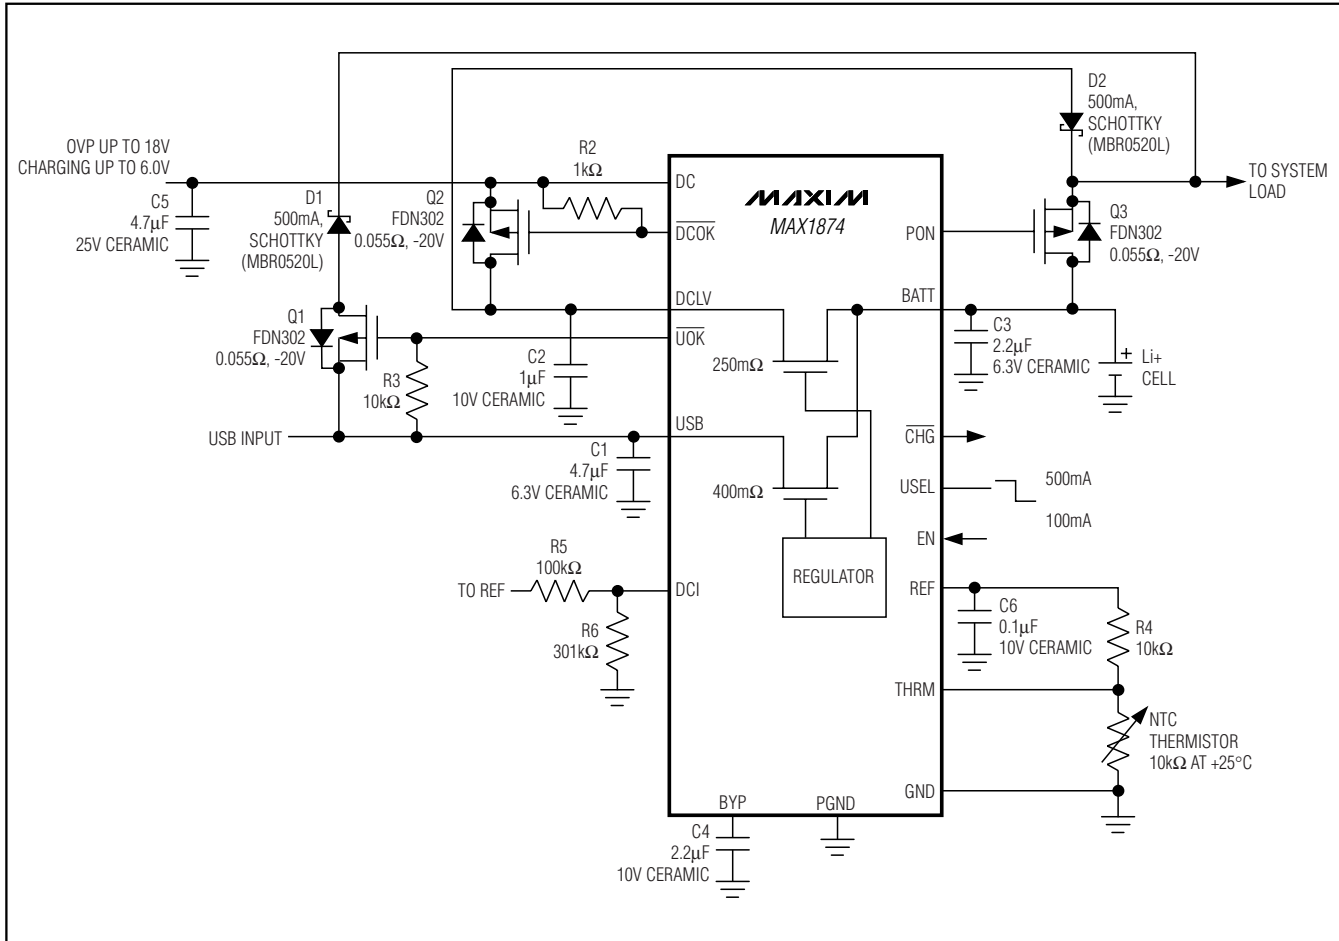 D2
500mA,
SCHOTTKY
(MBR0520L)
OVP UP TO 18V
CHARGING UP TO 6.0V
C5
4.7μF
25V CERAMIC
D1
500mA,
SCHOTTKY
(MBR0520L)
Q2
FDN302
0.055Ω, -20V
R2
1kΩ
TO SYSTEM
LOAD
Q3
FDN302
0.055Ω, -20V
MAXIM
MAX1874
DC
DCOK
DCLV
UOK
USB
DCI
BYP
PGND
PON
BATT
CHG
USEL
EN
REF
THRM
GND
Q1
FDN302
0.055Ω, -20V
R3
10kΩ
C2
1μF
10V CERAMIC
USB INPUT
C1
4.7μF
6.3V CERAMIC
250mΩ
400mΩ
REGULATOR
C3
2.2μF
6.3V CERAMIC
+
Li+
CELL
500mA
100mA
TO REF
R5
100kΩ
R6
301kΩ
C6
0.1μF
10V CERAMIC
R4
10kΩ
NTC
THERMISTOR
10kΩ AT +25°C
C4
2.2μF
10V CERAMIC